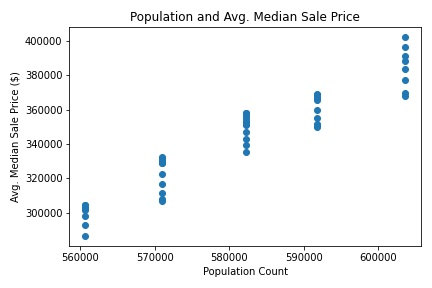 Population and Avg. Median Sale Price
400000
380000
360000
340000
320000
300000
Avg. Median Sale Price ($)
560000 570000 580000 590000 600000
Population Count